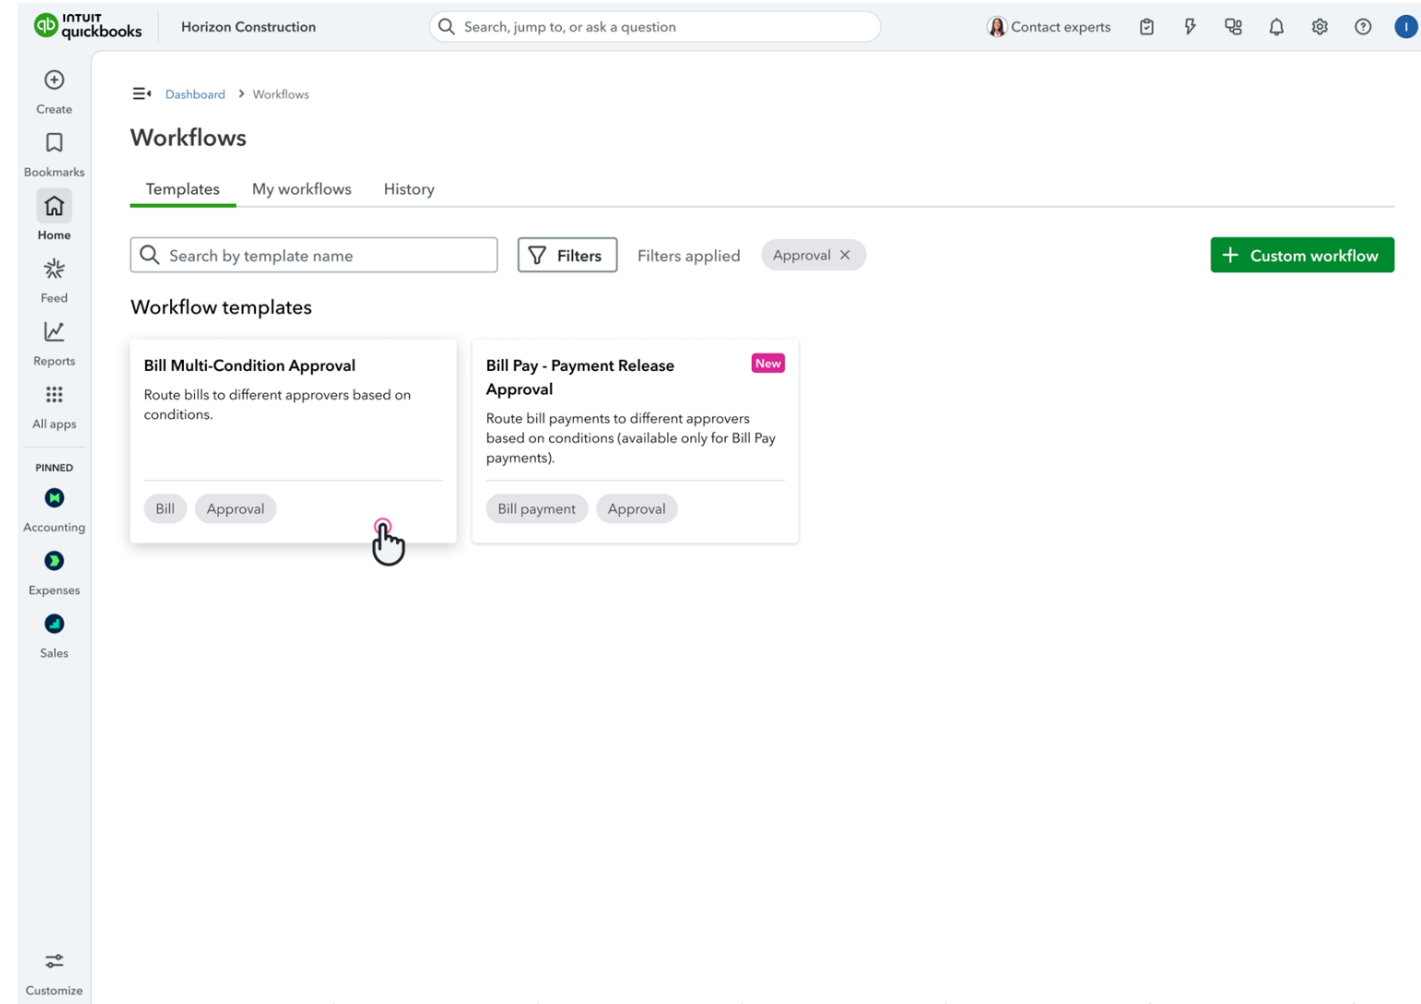 INTUIT
quickbooks
Horizon Construction
Search, jump to, or ask a question
Contact experts
I
Create
Bookmarks
Home
Feed
Reports
All apps
PINNED
Accounting
Expenses
Sales
Customize
Dashboard > Workflows
Workflows
Templates My workflows History
Search by template name
Filters
Filters applied
Approval ×
+ Custom workflow
Workflow templates
Bill Multi-Condition Approval
Route bills to different approvers based on
conditions.
Bill Approval
Bill Pay - Payment Release
Approval
New
Route bill payments to different approvers
based on conditions (available only for Bill Pay
payments).
Bill payment Approval